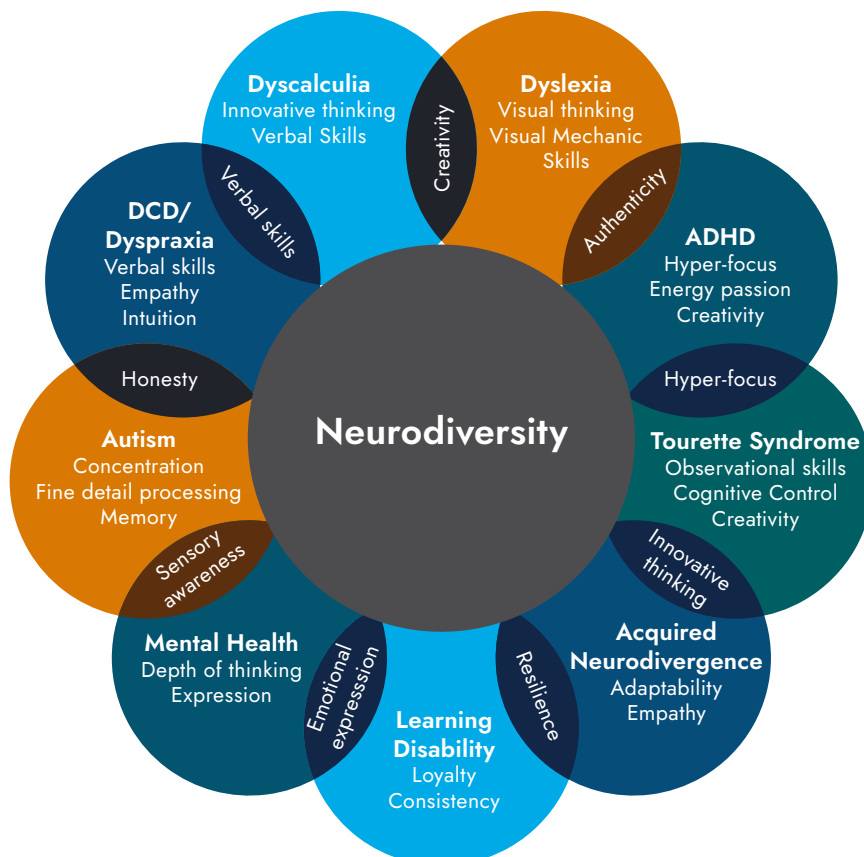 Dyscalculia
Innovative thinking
Verbal Skills
Creativity
Dyslexia
Visual thinking
Visual Mechanic
Skills
Authenticity
ADHD
Hyper-focus
Energy passion
Creativity
Hyper-focus
Tourette Syndrome
Observational skills
Cognitive Control
Creativity
Innovative
thinking
Acquired
Neurodivergence
Adaptability
Empathy
Resilience
Learning
Disability
Loyalty
Consistency
Emotional
expresssion
Mental Health
Depth of thinking
Expression
Sensory
awareness
Autism
Concentration
Fine detail processing
Memory
Honesty
DCD/
Dyspraxia
Verbal skills
Empathy
Intuition
Verbal skills
Neurodiversity